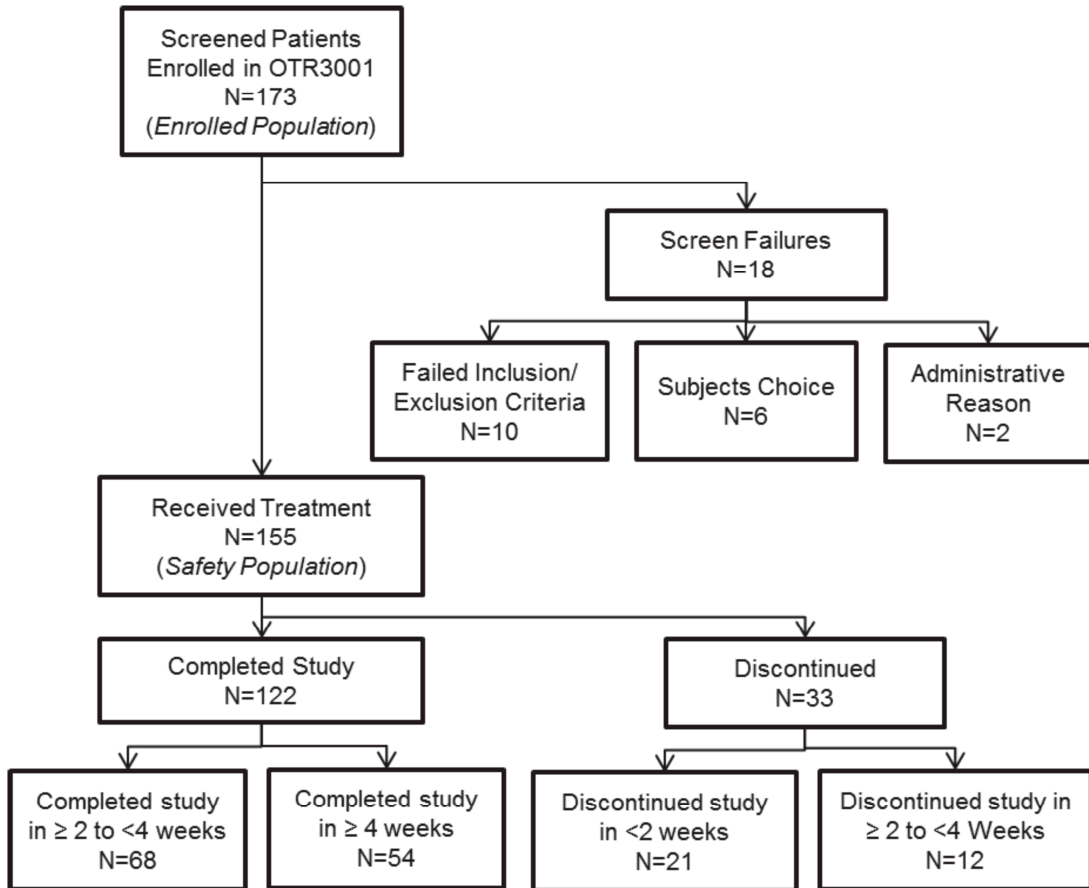 Screened Patients
Enrolled in OTR3001
N=173
(Enrolled Population)
Screen Failures
N=18
Failed Inclusion/
Exclusion Criteria
N=10
Subjects Choice
N=6
Administrative
Reason
N=2
Received Treatment
N=155
(Safety Population)
Completed Study
N=122
Discontinued
N=33
Completed study
in ≥ 2 to <4 weeks
N=68
Completed study
in ≥ 4 weeks
N=54
Discontinued study
in <2 weeks
N=21
Discontinued study in
≥ 2 to <4 Weeks
N=12